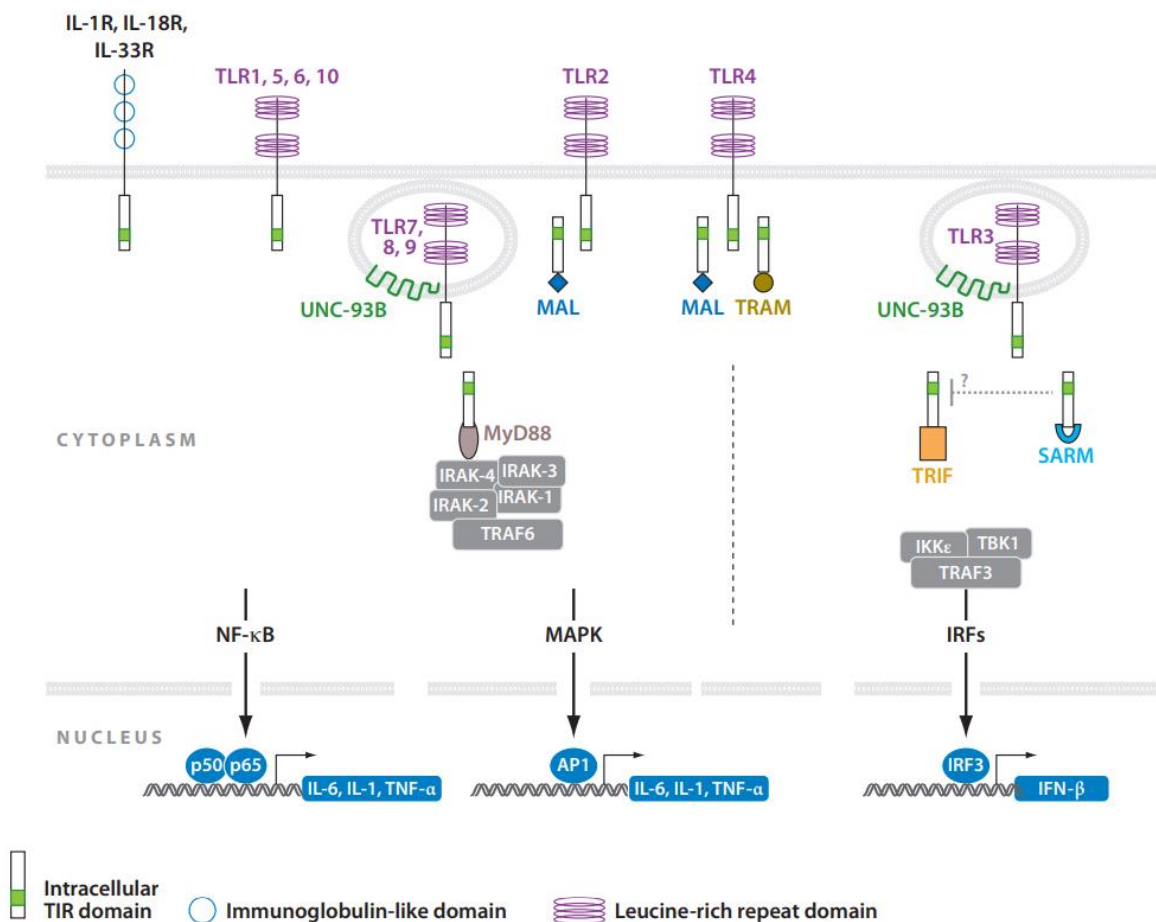 IL-1R, IL-18R,
IL-33R
TLR1, 5, 6, 10
TLR2
TLR4
TLR7,
8, 9
TLR3
UNC-93B
MAL
MAL
TRAM
UNC-93B
?
CYTOPLASM
MyD88
TRIF
SARM
IRAK-4
IRAK-3
IRAK-2
IRAK-1
TRAF6
IKKε
TBK1
TRAF3
NF-κB
MAPK
IRFs
NUCLEUS
p50
p65
AP1
IRF3
IL-6, IL-1, TNF-α
IL-6, IL-1, TNF-α
IFN-β
Intracellular
TIR domain
Immunoglobulin-like domain
Leucine-rich repeat domain